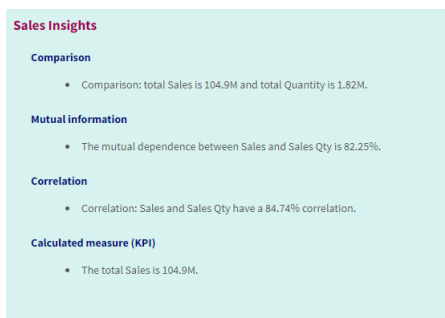 Sales Insights
Comparison
• Comparison: total Sales is 104.9M and total Quantity is 1.82M.
Mutual information
• The mutual dependence between Sales and Sales Qty is 82.25%.
Correlation
• Correlation: Sales and Sales Qty have a 84.74% correlation.
Calculated measure (KPI)
• The total Sales is 104.9M.